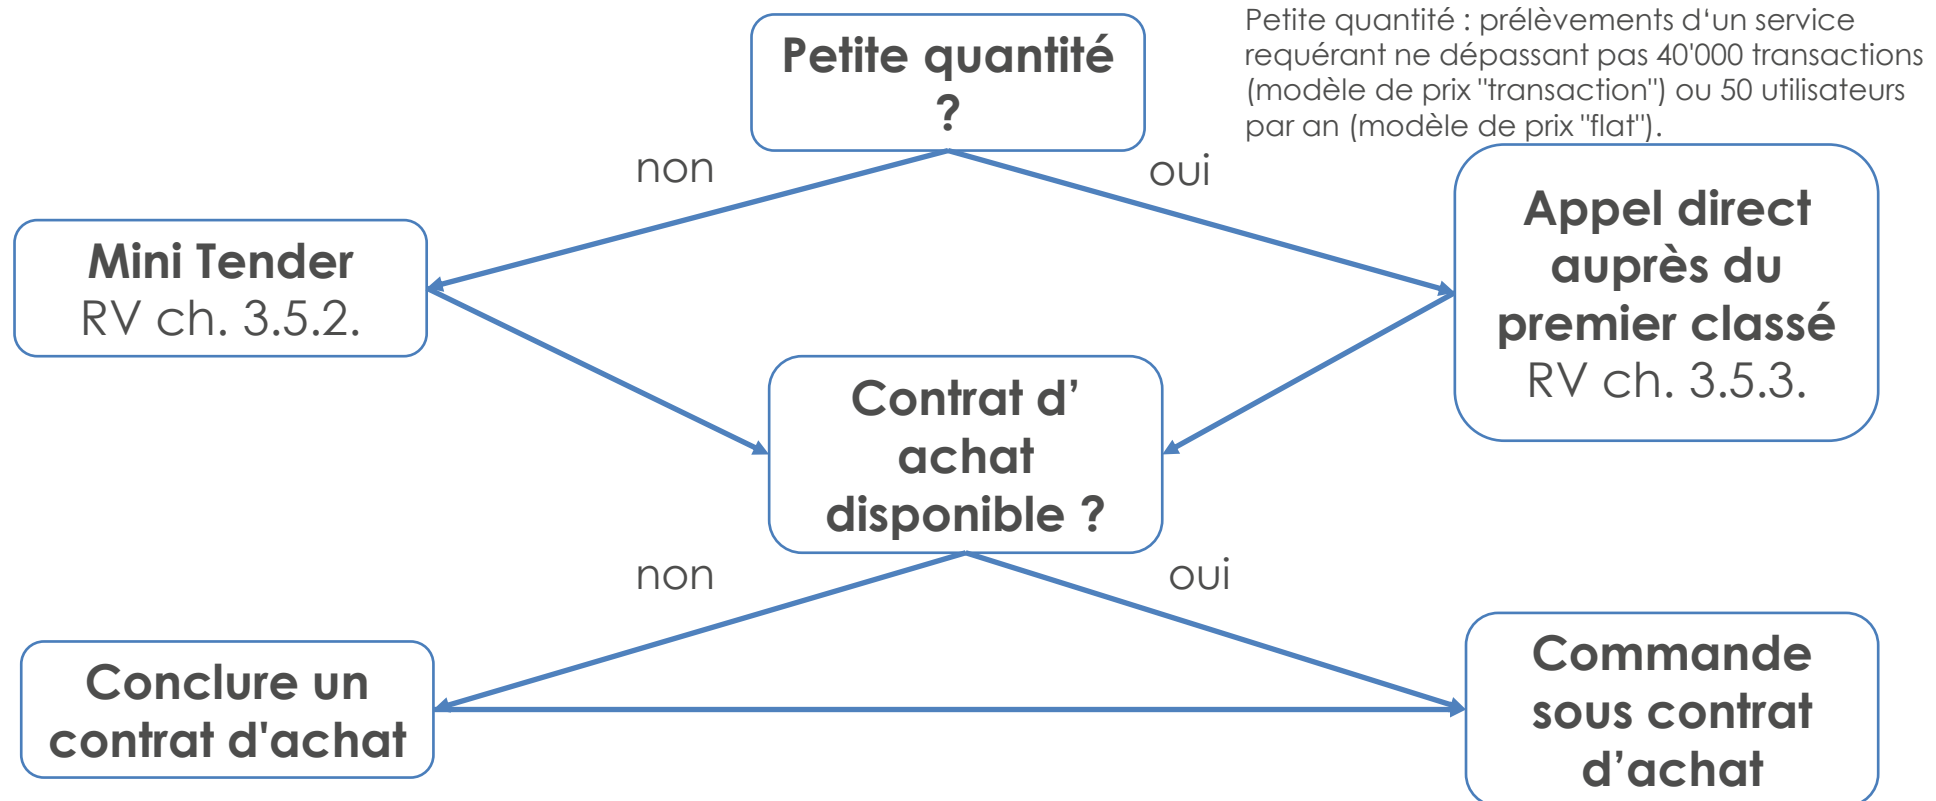 Petite quantité : prélèvements d‘un service
requérant ne dépassant pas 40'000 transactions
(modèle de prix "transaction") ou 50 utilisateurs
par an (modèle de prix "flat").
Petite quantité
?
non
oui
Mini Tender
RV ch. 3.5.2.
Appel direct
auprès du
premier classé
RV ch. 3.5.3.
Contrat d’
achat
disponible ?
non
oui
Conclure un
contrat d'achat
Commande
sous contrat
d’achat